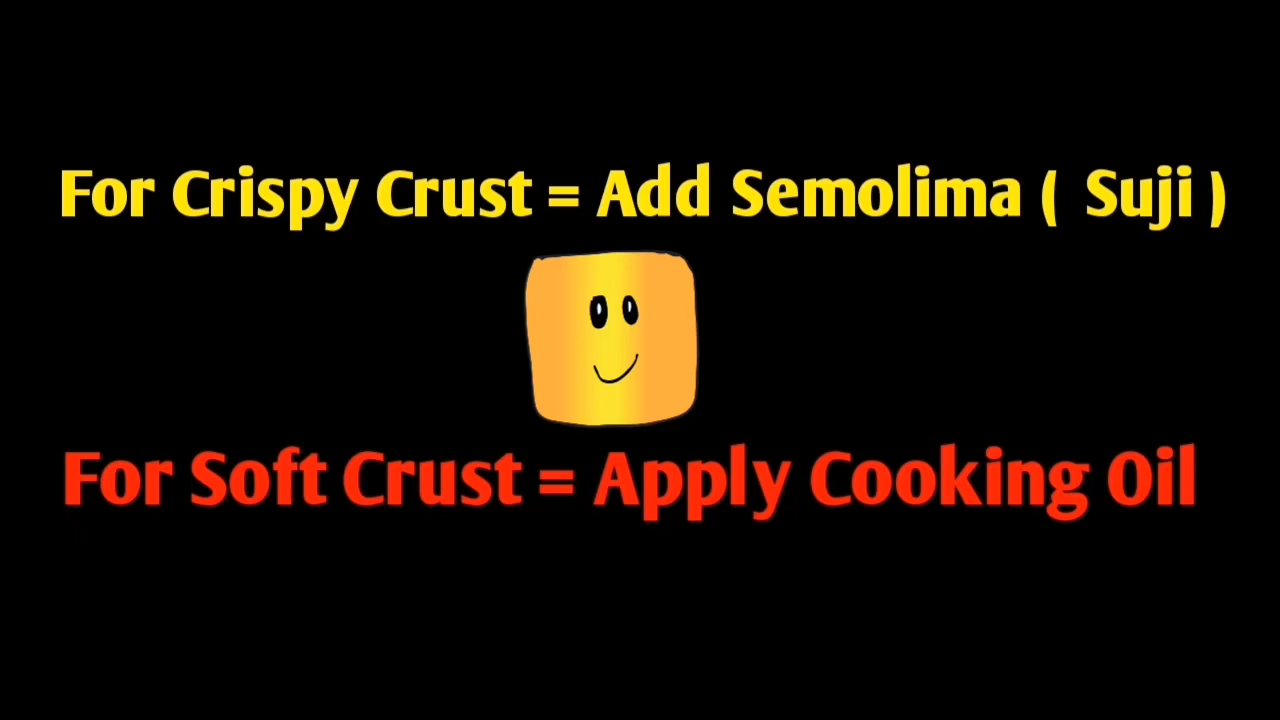 For Crispy Crust = Add Semolima ( Suji )
For Soft Crust = Apply Cooking Oil